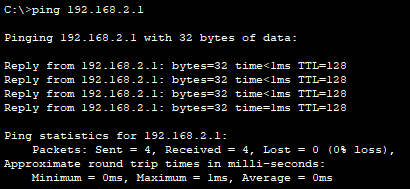 C:\>ping 192.168.2.1
Pinging 192.168.2.1 with 32 bytes of data:
Reply from 192.168.2.1: bytes=32 time<1ms TTL=128
Reply from 192.168.2.1: bytes=32 time<1ms TTL=128
Reply from 192.168.2.1: bytes=32 time=1ms TTL=128
Reply from 192.168.2.1: bytes=32 time<1ms TTL=128
Ping statistics for 192.168.2.1:
    Packets: Sent = 4, Received = 4, Lost = 0 (0% loss),
Approximate round trip times in milli-seconds:
    Minimum = 0ms, Maximum = 1ms, Average = 0ms